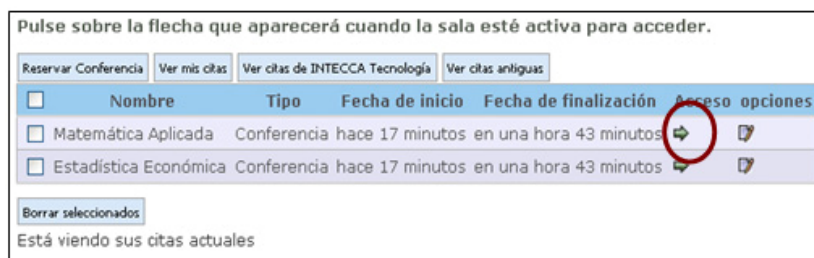 Pulse sobre la flecha que aparecerá cuando la sala esté activa para acceder.
Reservar Conferencia Ver mis citas Ver citas de INTECCA Tecnología Ver citas antiguas
Nombre Tipo Fecha de inicio Fecha de finalización Acceso opciones
Matemática Aplicada Conferencia hace 17 minutos en una hora 43 minutos
Estadística Económica Conferencia hace 17 minutos en una hora 43 minutos
Borrar seleccionados
Está viendo sus citas actuales